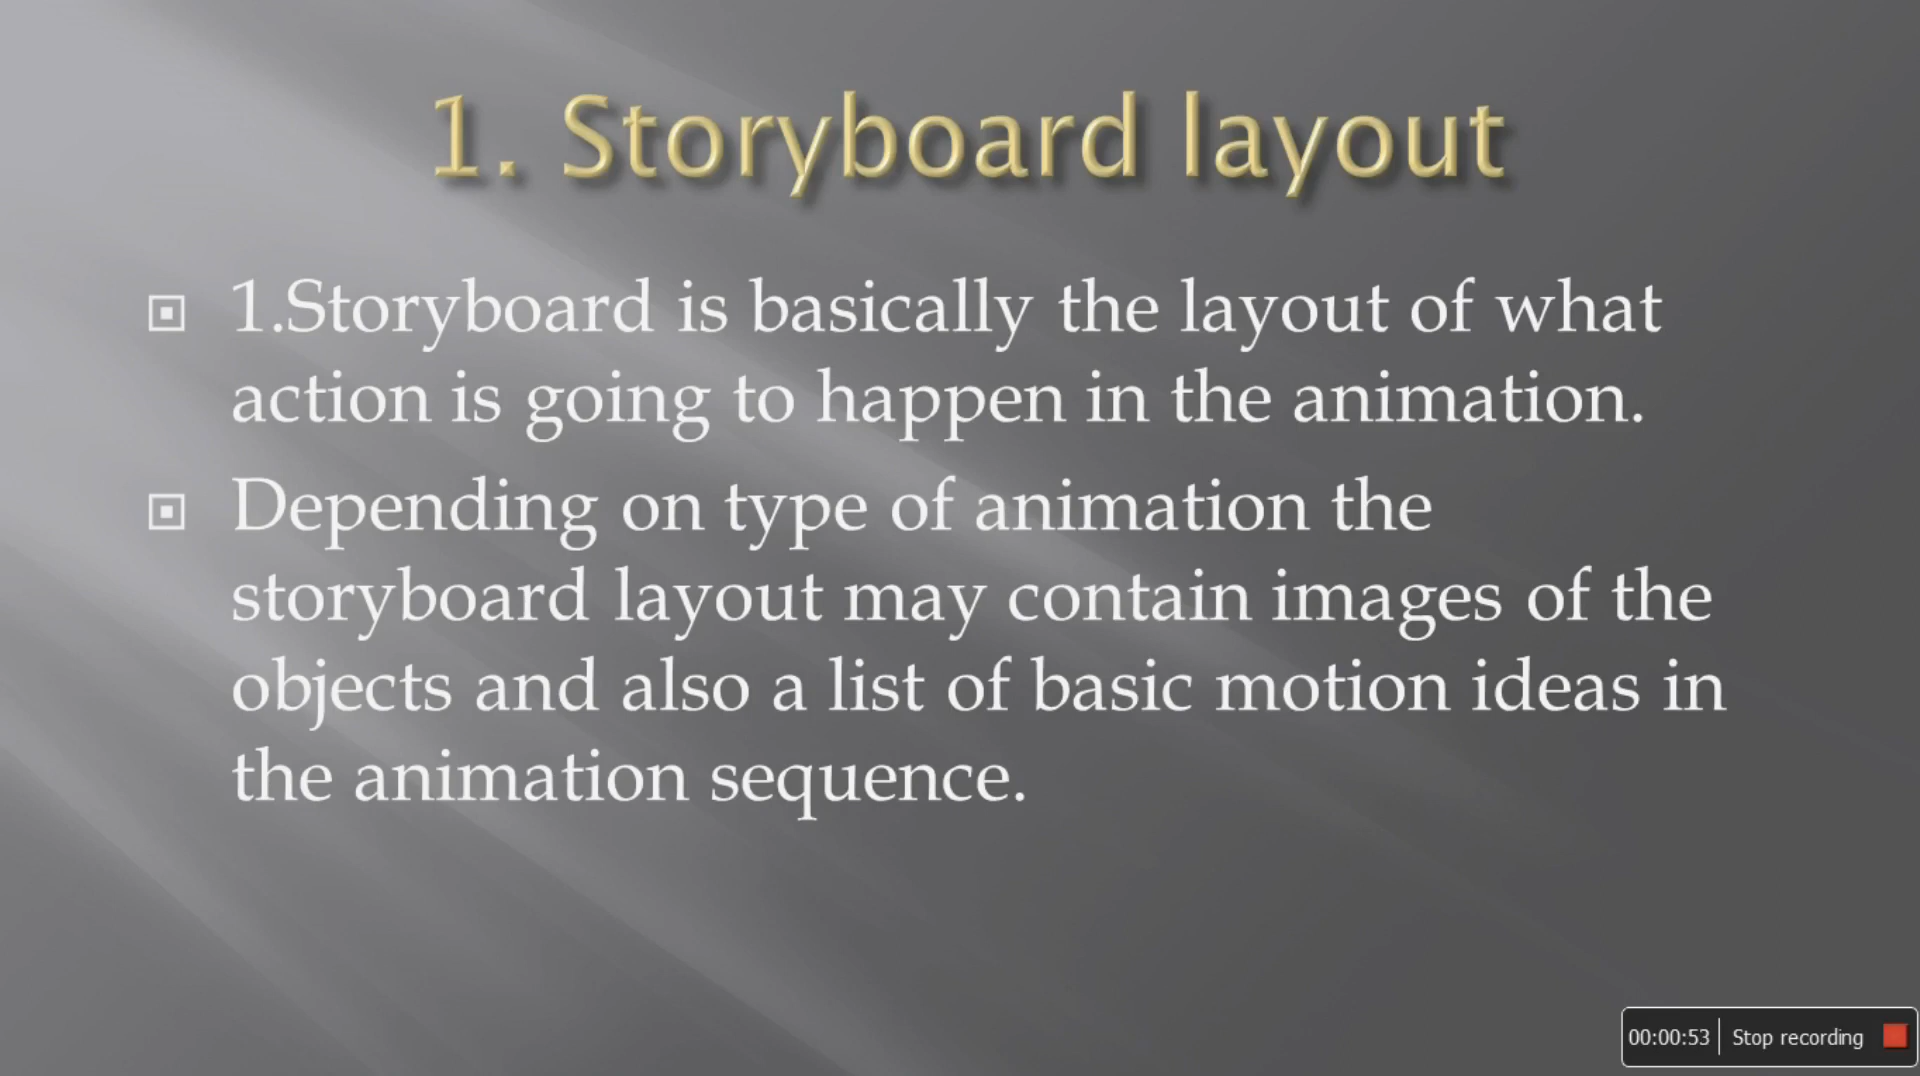 1. Storyboard layout
1.Storyboard is basically the layout of what
action is going to happen in the animation.
Depending on type of animation the
storyboard layout may contain images of the
objects and also a list of basic motion ideas in
the animation sequence.
00:00:53 Stop recording